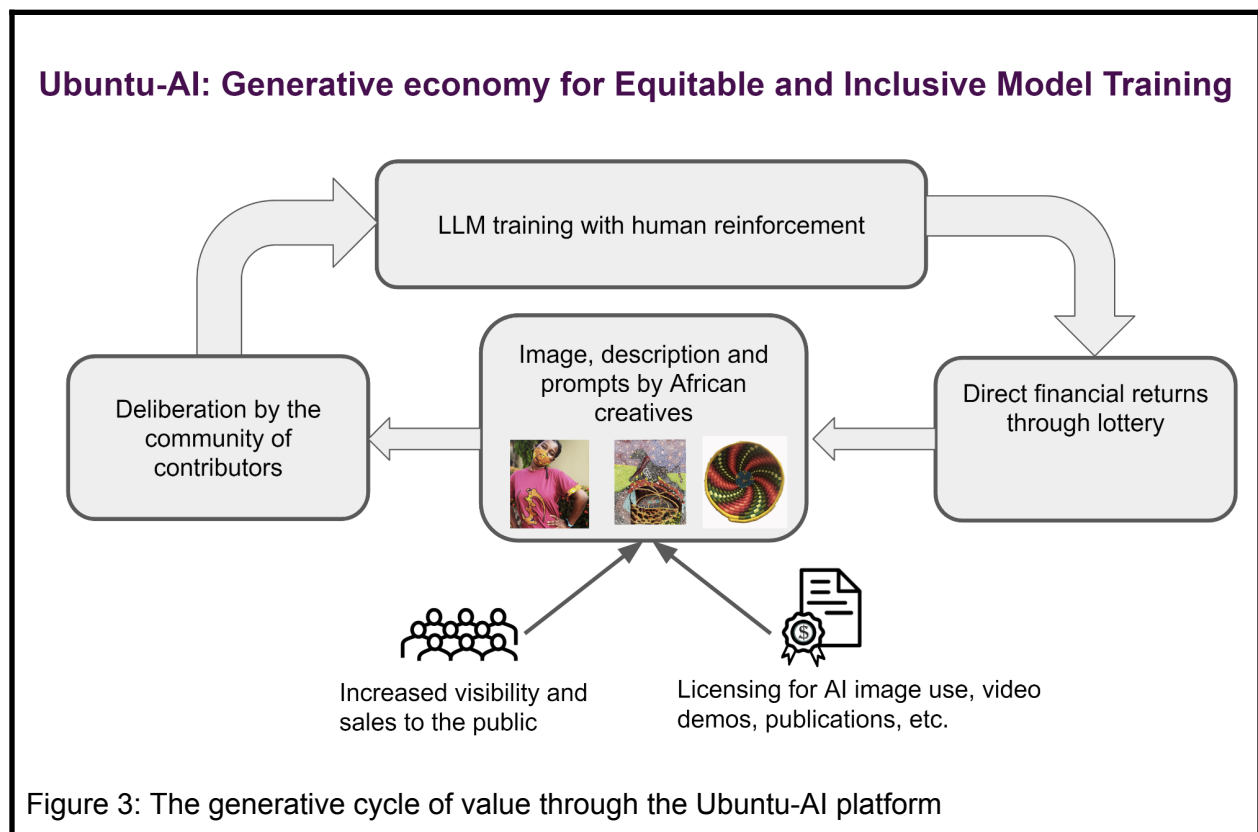 Ubuntu-AI: Generative economy for Equitable and Inclusive Model Training
LLM training with human reinforcement
Image, description and
prompts by African
creatives
Deliberation by the
community of
contributors
Direct financial returns
through lottery
$
Increased visibility and
sales to the public
Licensing for AI image use, video
demos, publications, etc.
Figure 3: The generative cycle of value through the Ubuntu-AI platform